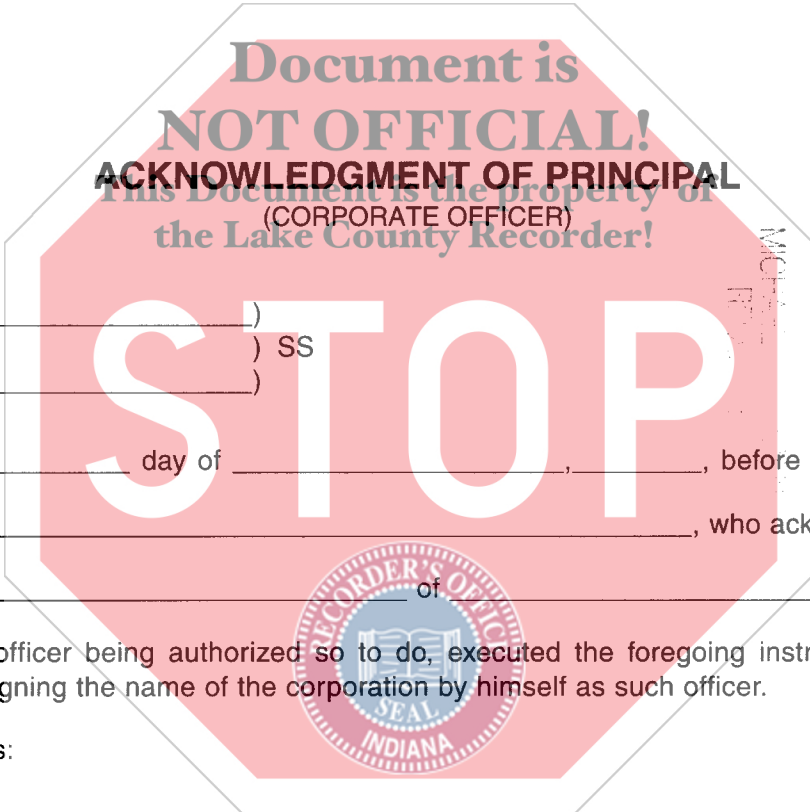 Document is
NOT OFFICIAL!
ACKNOWLEDGMENT OF PRINCIPAL
This Document is the property of
(CORPORATE OFFICER)
the Lake County Recorder!
)
) SS
)
STOP
day of , , before
, who ack
of
officer being authorized so to do, executed the foregoing instr
gning the name of the corporation by himself as such officer.
s:
RECORDER'S OFFICE
SEAL
INDIANA